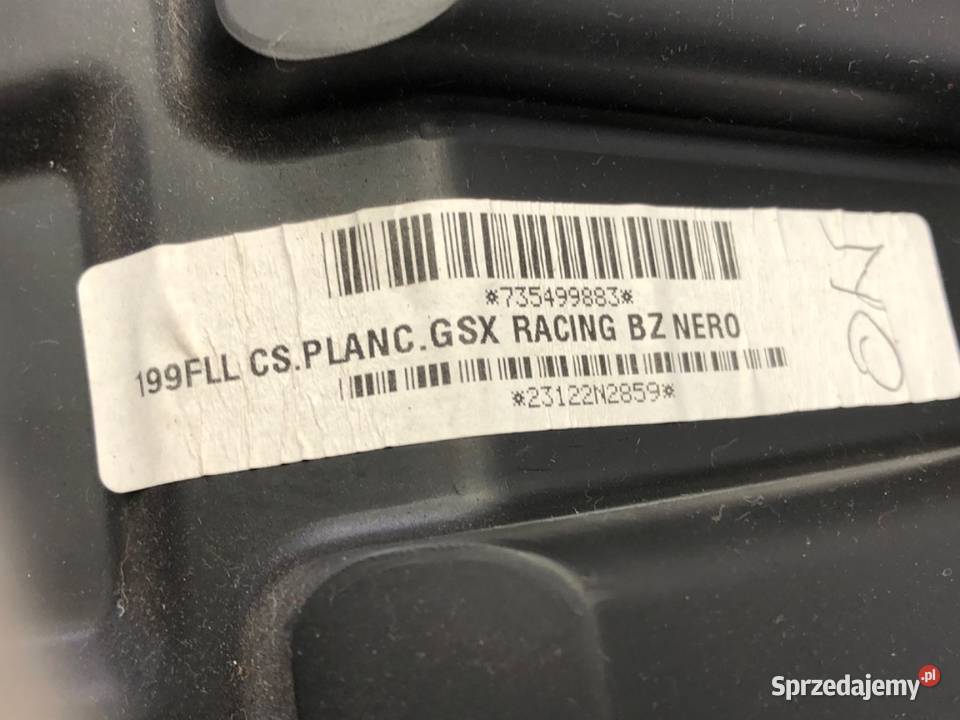 *735499883*
199FLL CS.PLANC.GSX RACING BZ NERO
*23122N2859*
Sprzedajemy.pl